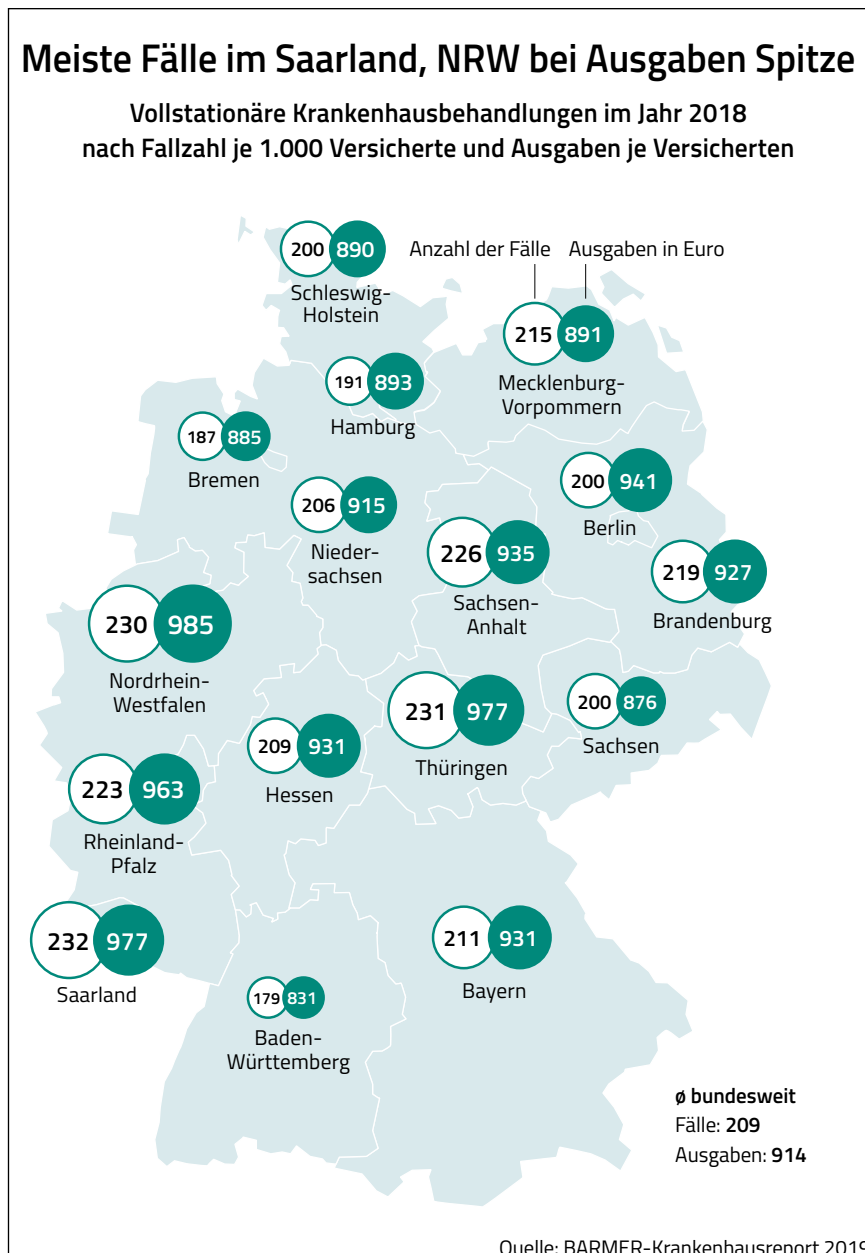 Meiste Fälle im Saarland, NRW bei Ausgaben Spitze
Vollstationäre Krankenhausbehandlungen im Jahr 2018
nach Fallzahl je 1.000 Versicherte und Ausgaben je Versicherten
200 890
Schleswig-
Holstein
Anzahl der Fälle Ausgaben in Euro
215 891
Mecklenburg-
Vorpommern
191 893
Hamburg
187 885
Bremen
200 941
Berlin
206 915
Nieder-
sachsen
226 935
Sachsen-
Anhalt
219 927
Brandenburg
230 985
Nordrhein-
Westfalen
231 977
Thüringen
200 876
Sachsen
209 931
Hessen
223 963
Rheinland-
Pfalz
232 977
Saarland
211 931
Bayern
179 831
Baden-
Württemberg
ø bundesweit
Fälle: 209
Ausgaben: 914
Quelle: BARMER-Krankenhausreport 2019